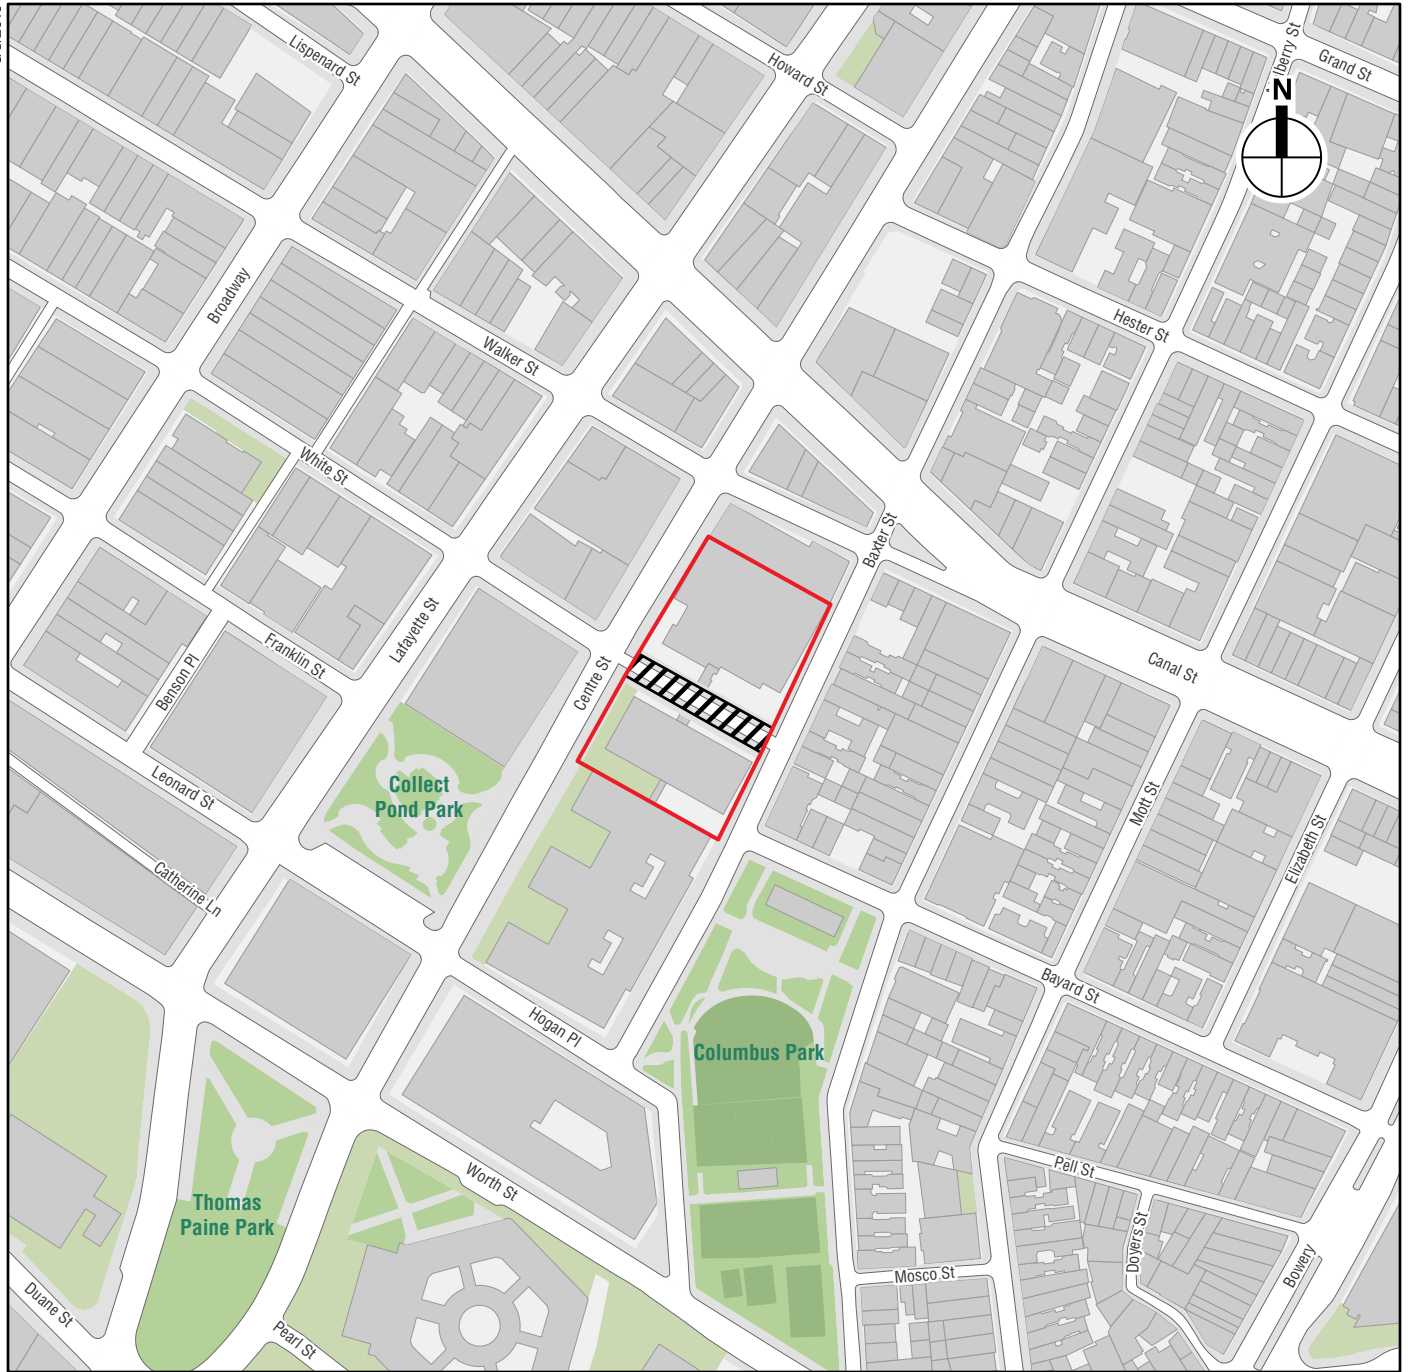 Lispenard St
Howard St
Grand St
N
Broadway
Walker St
Hester St
White St
Baxter St
Lafayette St
Franklin St
Benson Pl
Centre St
Canal St
Leonard St
Collect
Pond Park
Mott St
Elizabeth St
Catherine Ln
Bayard St
Hogan Pl
Columbus Park
Worth St
Pell St
Thomas
Paine Park
Doyers St
Mosco St
Bowery
Duane St
Pearl St